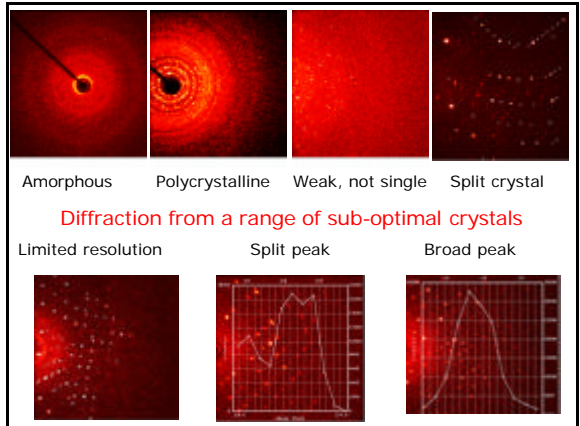 Amorphous Polycrystalline Weak, not single Split crystal
Diffraction from a range of sub-optimal crystals
Limited resolution Split peak Broad peak